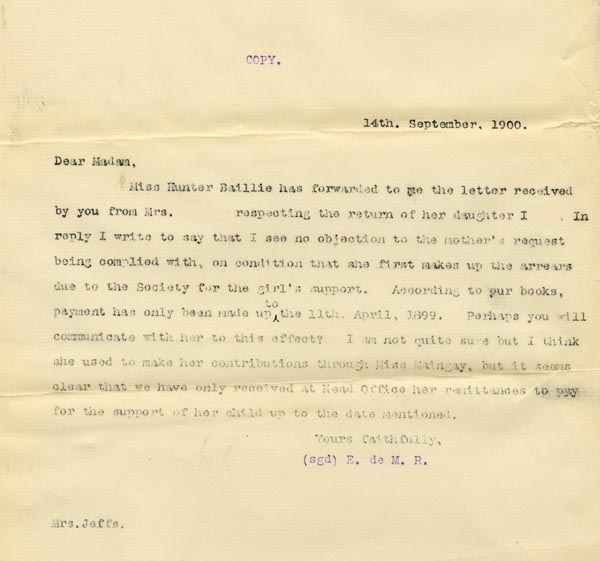 COPY.
14th. September, 1900.
Dear Madam,
Miss Hunter Baillie has forwarded to me the letter received
by you from Mrs. respecting the return of her daughter I . In
reply I write to say that I see no objection to the mother's request
being complied with, on condition that she first makes up the arrears
due to the Society for the girl's support. According to our books,
payment has only been made up to the 11th. April, 1899. Perhaps you will
communicate with her to this effect? I am not quite sure but I think
she used to make her contributions through Miss Maingay, but it seems
clear that we have only received at Head Office her remittances to pay
for the support of her child up to the date mentioned.
Yours faithfully,
(sgd) E. de M. R.
Mrs.Jeffs.